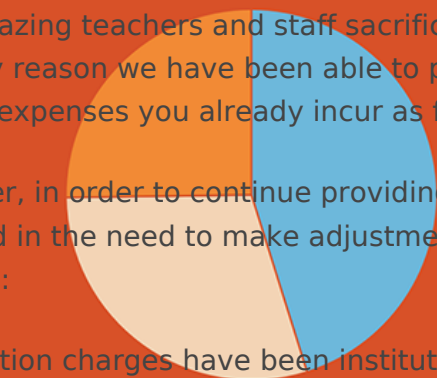 azing teachers and staff sacrific
y reason we have been able to p
expenses you already incur as f
er, in order to continue providing
d in the need to make adjustme
:
tion charges have been institut